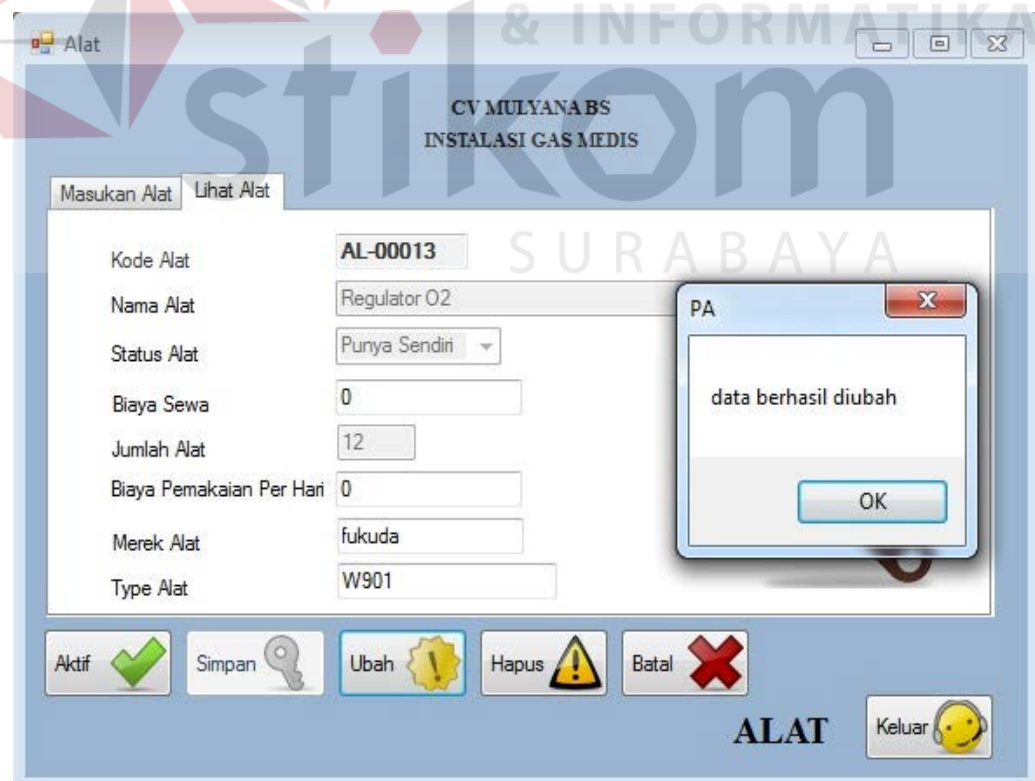 & INFORMATIKA
Alat
stikom
CV MULYANA BS
INSTALASI GAS MEDIS
Masukan Alat
Lihat Alat
SURABAYA
Kode Alat AL-00013
Nama Alat Regulator O2
Status Alat Punya Sendiri
Biaya Sewa 0
Jumlah Alat 12
Biaya Pemakaian Per Hari 0
Merek Alat fukuda
Type Alat W901
PA
data berhasil diubah
OK
Aktif
Simpan
Ubah
Hapus
Batal
ALAT
Keluar